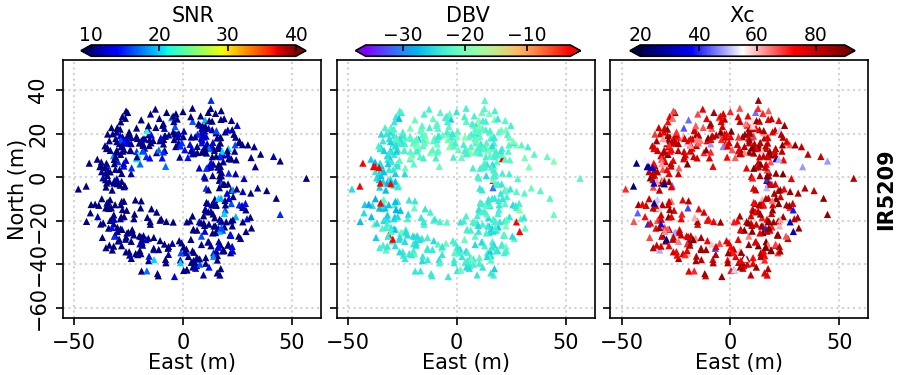 SNR DBV Xc
10 20 30 40 −30 −20 −10 20 40 60 80
40
20
0
−20
−40
−60
North (m)
IR5209
−50 0 50 −50 0 50 −50 0 50
East (m) East (m) East (m)